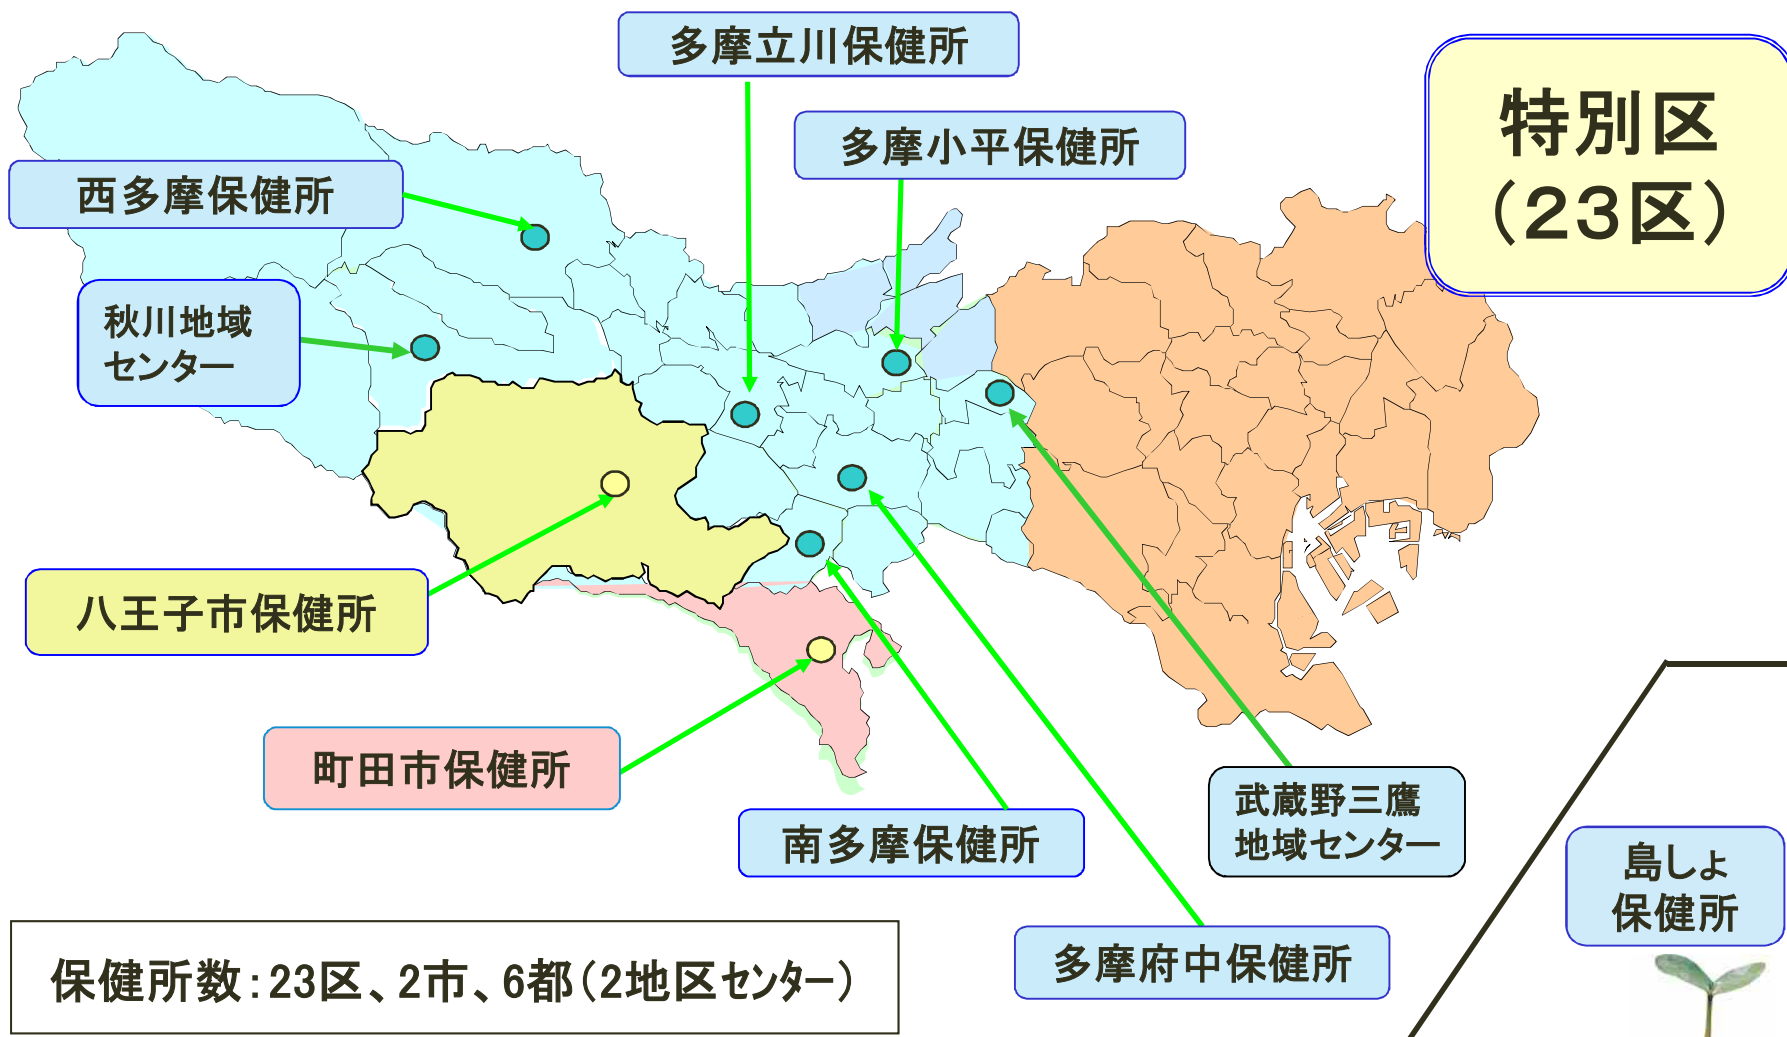 多摩立川保健所
特別区
（23区）
多摩小平保健所
西多摩保健所
秋川地域
センター
八王子市保健所
町田市保健所
南多摩保健所
武蔵野三鷹
地域センター
島しょ
保健所
多摩府中保健所
保健所数：23区、2市、6都（2地区センター）